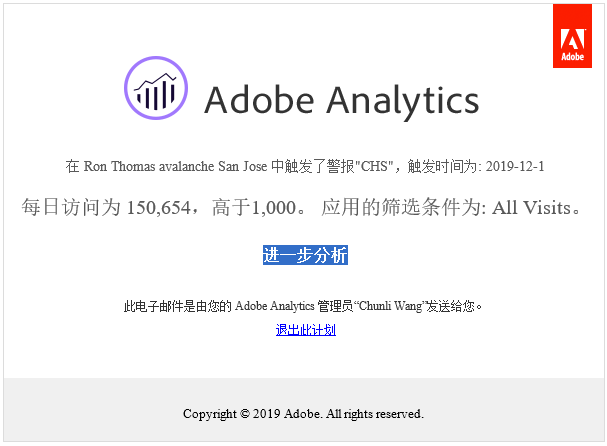 Adobe
Adobe Analytics
在 Ron Thomas avalanche San Jose 中触发了警报"CHS"，触发时间为: 2019-12-1
每日访问为 150,654，高于1,000。 应用的筛选条件为: All Visits。
进一步分析
此电子邮件是由您的 Adobe Analytics 管理员“Chunli Wang”发送给您。
退出此计划
Copyright © 2019 Adobe. All rights reserved.